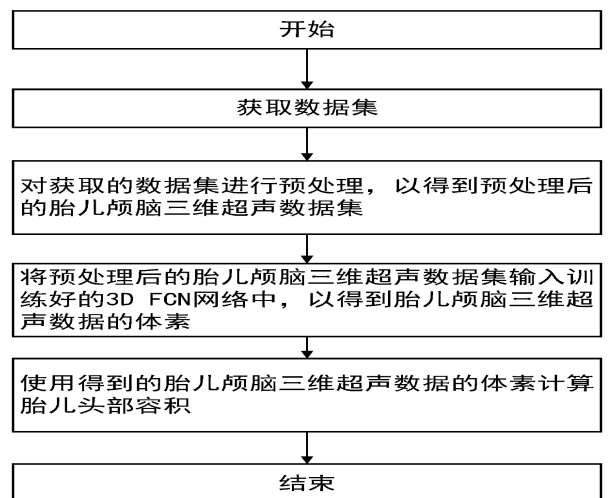 开始
获取数据集
对获取的数据集进行预处理，以得到预处理后
的胎儿颅脑三维超声数据集
将预处理后的胎儿颅脑三维超声数据集输入训
练好的3D FCN网络中，以得到胎儿颅脑三维超
声数据的体素
使用得到的胎儿颅脑三维超声数据的体素计算
胎儿头部容积
结束